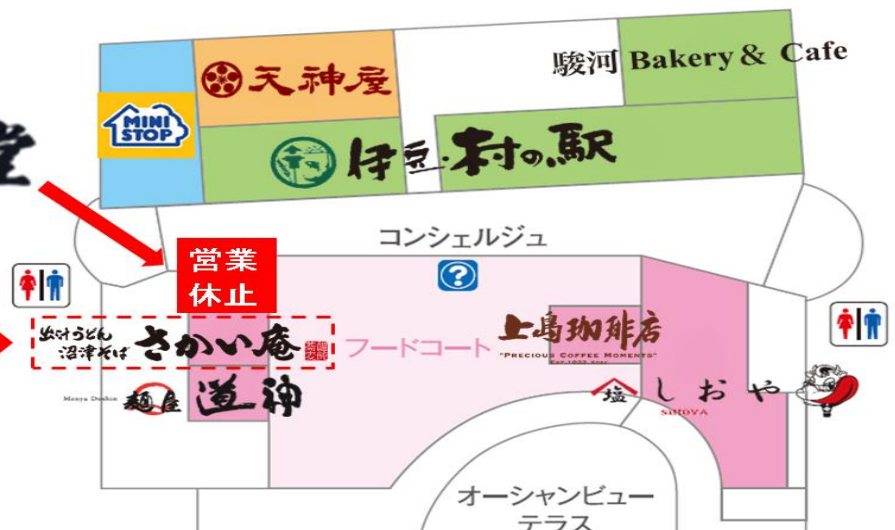 駿河 Bakery & Cafe
天神屋
MINI
STOP
伊豆・村の駅
堂
コンシェルジュ
営業
休止
?
出汁うどん
沼津そば さかい庵
フードコート
上島珈琲店
"PRECIOUS COFFEE MOMENTS"
Menya Doshin 麺屋 道神
塩 しおや
SHIOYA
オーシャンビュー
テラス